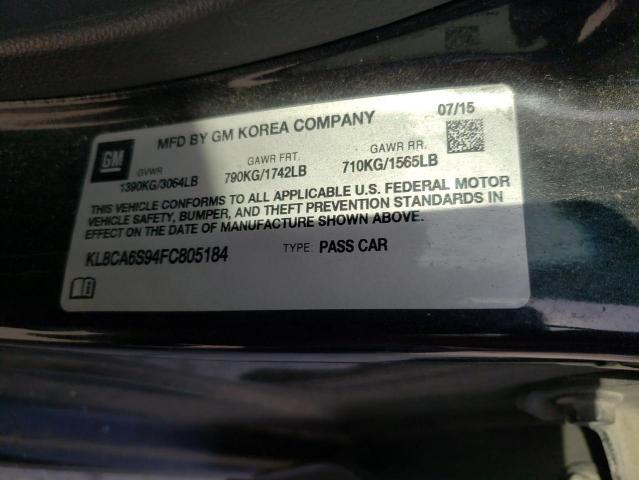 07/15
MFD BY GM KOREA COMPANY
GM
GVWR GAWR FRT. GAWR RR.
1390KG/3064LB 790KG/1742LB 710KG/1565LB
THIS VEHICLE CONFORMS TO ALL APPLICABLE U.S. FEDERAL MOTOR
VEHICLE SAFETY, BUMPER, AND THEFT PREVENTION STANDARDS IN
EFFECT ON THE DATE OF MANUFACTURE SHOWN ABOVE.
KL8CA6S94FC805184 TYPE: PASS CAR